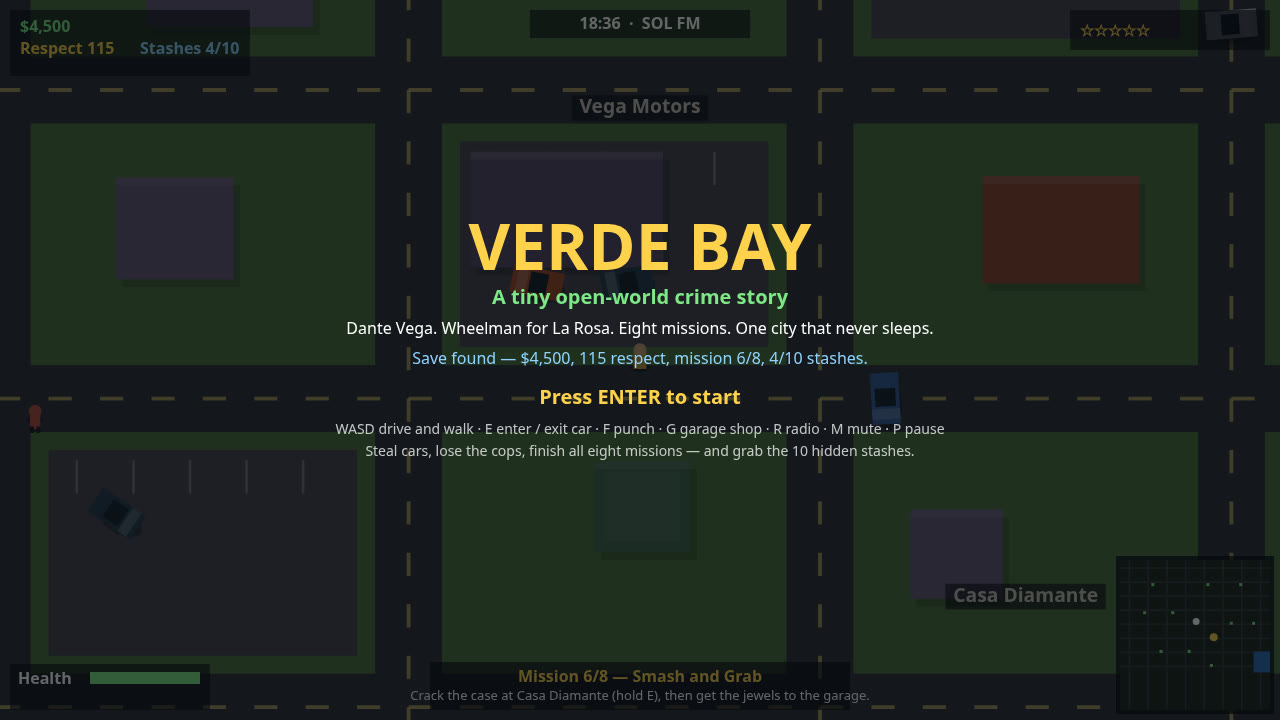 $4,500
Respect 115 Stashes 4/10
18:36 · SOL FM
☆☆☆☆☆
Vega Motors
VERDE BAY
A tiny open-world crime story
Dante Vega. Wheelman for La Rosa. Eight missions. One city that never sleeps.
Save found — $4,500, 115 respect, mission 6/8, 4/10 stashes.
Press ENTER to start
WASD drive and walk · E enter / exit car · F punch · G garage shop · R radio · M mute · P pause
Steal cars, lose the cops, finish all eight missions — and grab the 10 hidden stashes.
Casa Diamante
Health
Mission 6/8 — Smash and Grab
Crack the case at Casa Diamante (hold E), then get the jewels to the garage.